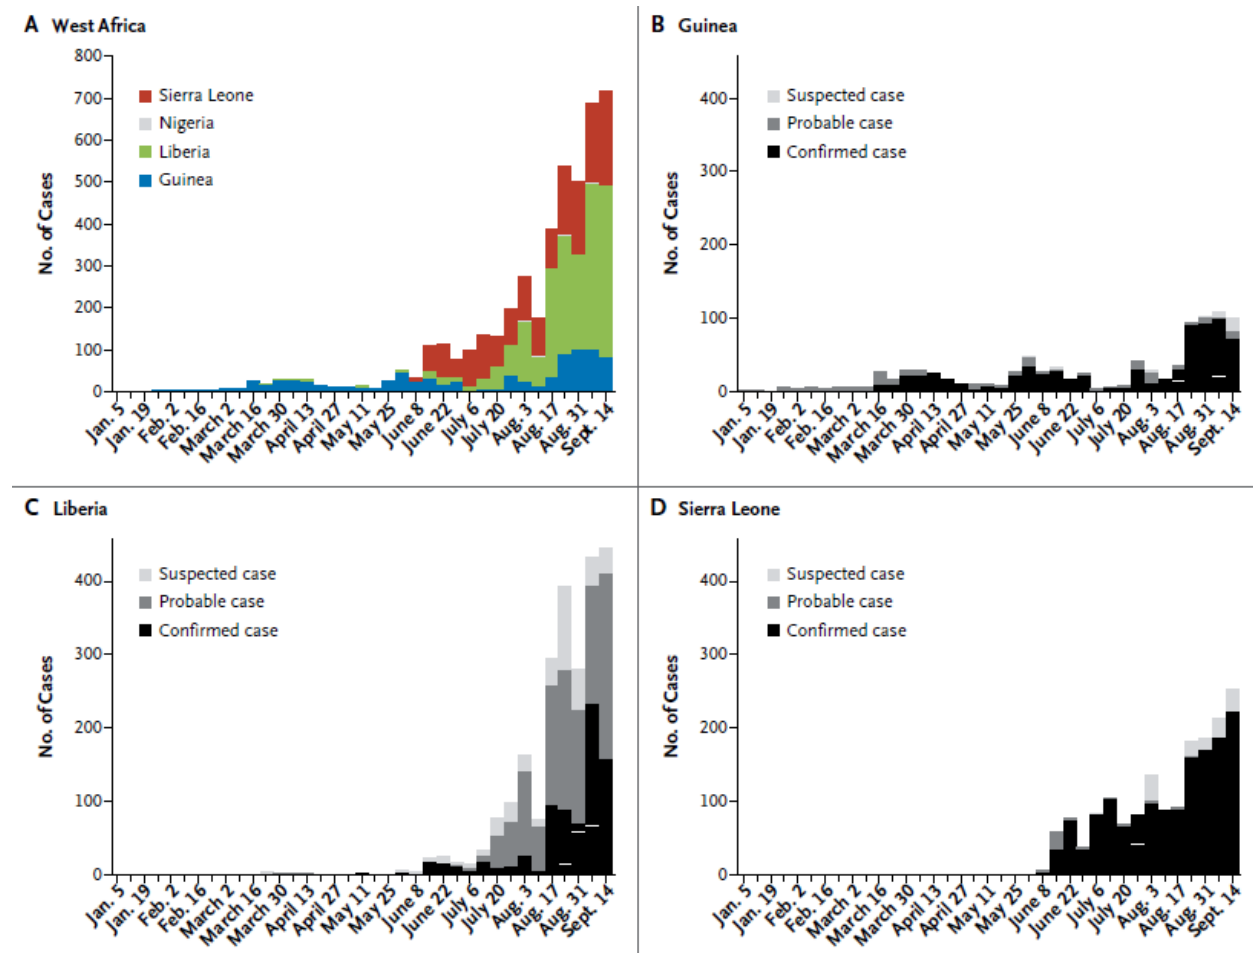 A West Africa
800
700
600
500
400
300
200
100
0
No. of Cases
Sierra Leone
Nigeria
Liberia
Guinea
Jan. 5
Jan. 19
Feb. 2
Feb. 16
March 2
March 16
March 30
April 13
April 27
May 11
May 25
June 8
June 22
July 6
July 20
Aug. 3
Aug. 17
Aug. 31
Sept. 14
B Guinea
400
300
200
100
0
No. of Cases
Suspected case
Probable case
Confirmed case
Jan. 5
Jan. 19
Feb. 2
Feb. 16
March 2
March 16
March 30
April 13
April 27
May 11
May 25
June 8
June 22
July 6
July 20
Aug. 3
Aug. 17
Aug. 31
Sept. 14
C Liberia
400
300
200
100
0
No. of Cases
Suspected case
Probable case
Confirmed case
Jan. 5
Jan. 19
Feb. 2
Feb. 16
March 2
March 16
March 30
April 13
April 27
May 11
May 25
June 8
June 22
July 6
July 20
Aug. 3
Aug. 17
Aug. 31
Sept. 14
D Sierra Leone
400
300
200
100
0
No. of Cases
Suspected case
Probable case
Confirmed case
Jan. 5
Jan. 19
Feb. 2
Feb. 16
March 2
March 16
March 30
April 13
April 27
May 11
May 25
June 8
June 22
July 6
July 20
Aug. 3
Aug. 17
Aug. 31
Sept. 14